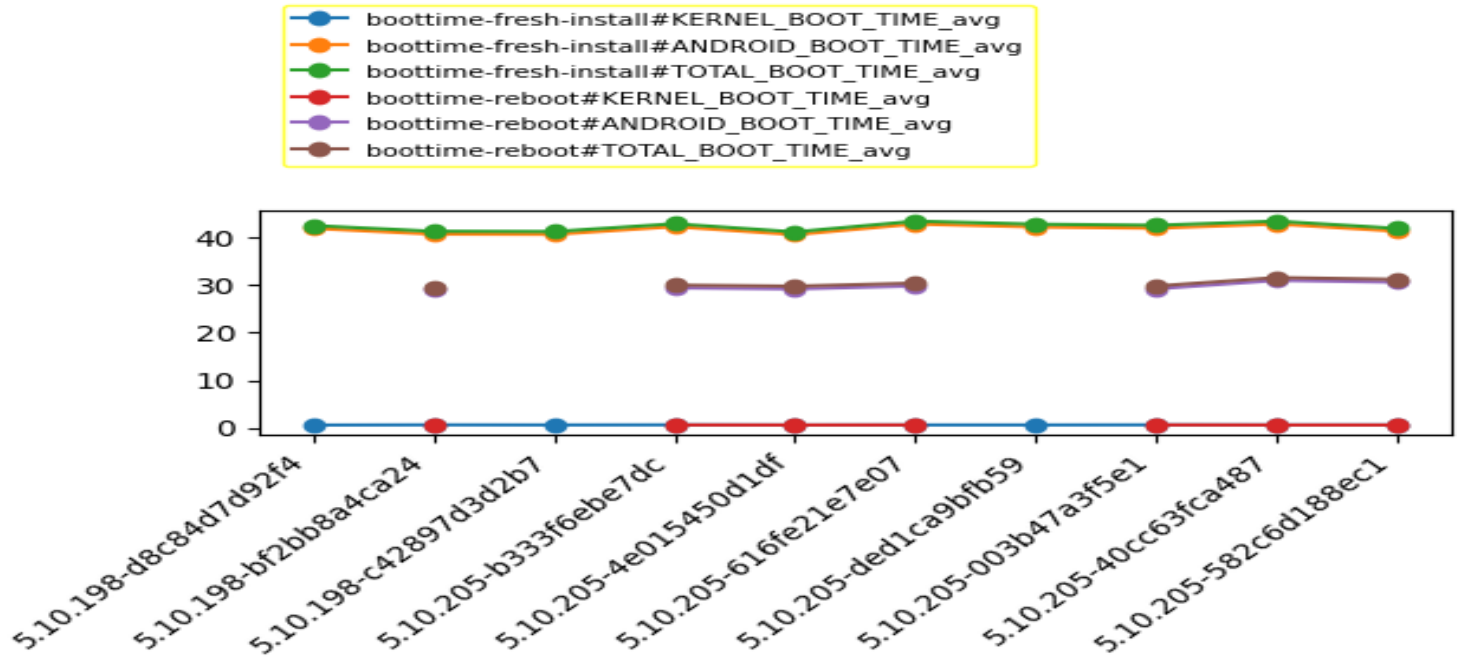 boottime-fresh-install#KERNEL_BOOT_TIME_avg
boottime-fresh-install#ANDROID_BOOT_TIME_avg
boottime-fresh-install#TOTAL_BOOT_TIME_avg
boottime-reboot#KERNEL_BOOT_TIME_avg
boottime-reboot#ANDROID_BOOT_TIME_avg
boottime-reboot#TOTAL_BOOT_TIME_avg
40
30
20
10
0
5.10.198-d8c84d7d92f4
5.10.198-bf2bb8a4ca24
5.10.198-c42897d3d2b7
5.10.205-b333f6ebe7dc
5.10.205-4e015450d1df
5.10.205-616fe21e7e07
5.10.205-ded1ca9bfb59
5.10.205-003b47a3f5e1
5.10.205-40cc63fca487
5.10.205-582c6d188ec1